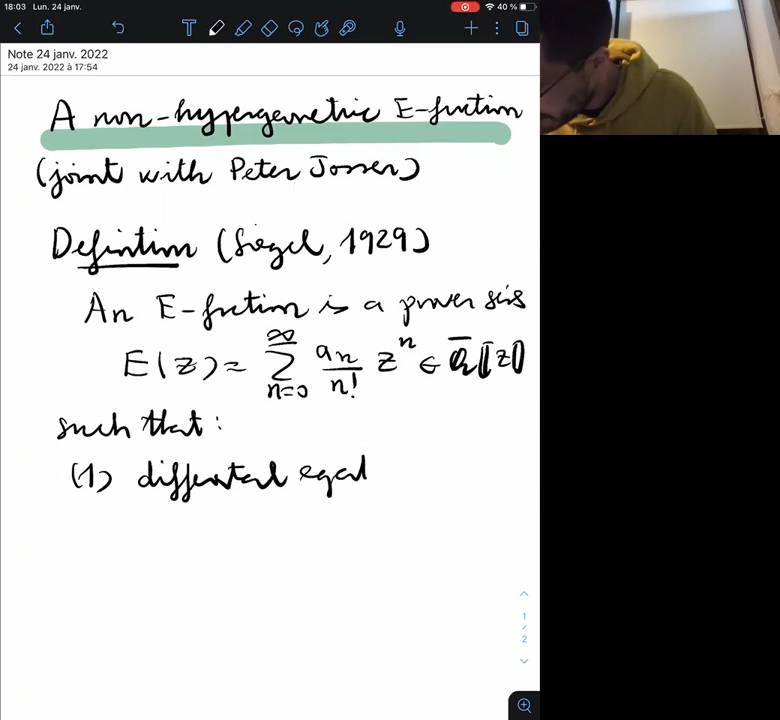 18:03 Lun. 24 janv. 40 %
Note 24 janv. 2022
24 janv. 2022 à 17:54
A non-hypergeometric E-function
(joint with Peter Jossen)
Definition (Siegel, 1929)
An E-function is a power series
E(z) = ∑_{n=0}^{∞} a_n/n! z^n ∈ Q̄[[z]]
such that :
(1) differential equal
1 / 2